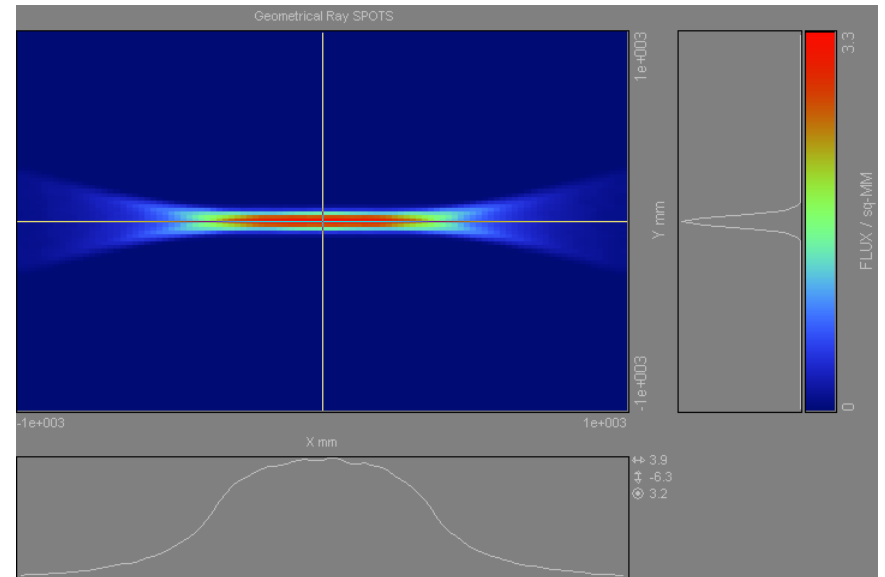 Geometrical Ray SPOTS
1e+003
Y mm
-1e+003
3.3
FLUX / sq-MM
0
-1e+003
1e+003
X mm
3.9
-6.3
3.2